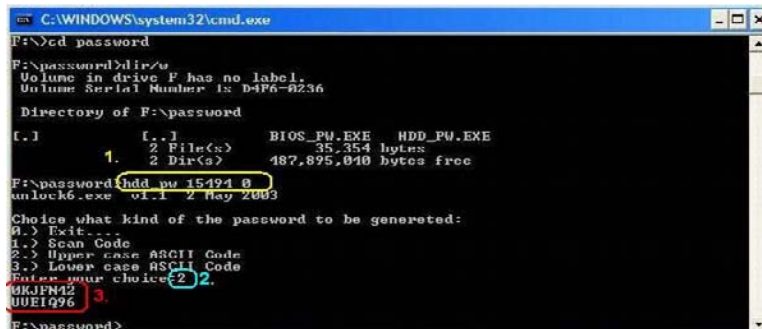 C:\WINDOWS\system32\cmd.exe
F:\>cd password
F:\password>dir/w
Volume in drive F has no label.
Volume Serial Number is D4F6-0236
Directory of F:\password
[.] [..] BIOS_PW.EXE HDD_PW.EXE
2 File(s) 35,354 bytes
1. 2 Dir(s) 487,895,040 bytes free
F:\password>hdd_pw 15494 0
unlock6.exe v1.1 2 May 2003
Choice what kind of the password to be genereted:
0.) Exit....
1.) Scan Code
2.) Upper case ASCII Code
3.) Lower case ASCII Code
Enter your choice:2 2.
0KJFN42 3.
UVEIQ96
F:\password>